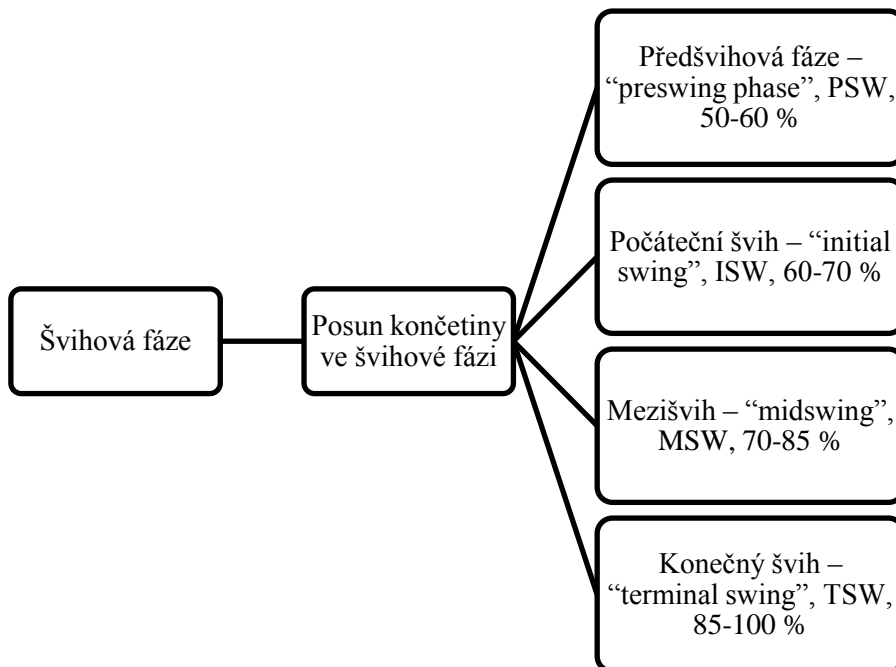 Švihová fáze
Posun končetiny
ve švihové fázi
Předšvihová fáze –
“preswing phase”, PSW,
50-60 %
Počáteční švih – “initial
swing”, ISW, 60-70 %
Mezišvih – “midswing”,
MSW, 70-85 %
Konečný švih –
“terminal swing”, TSW,
85-100 %